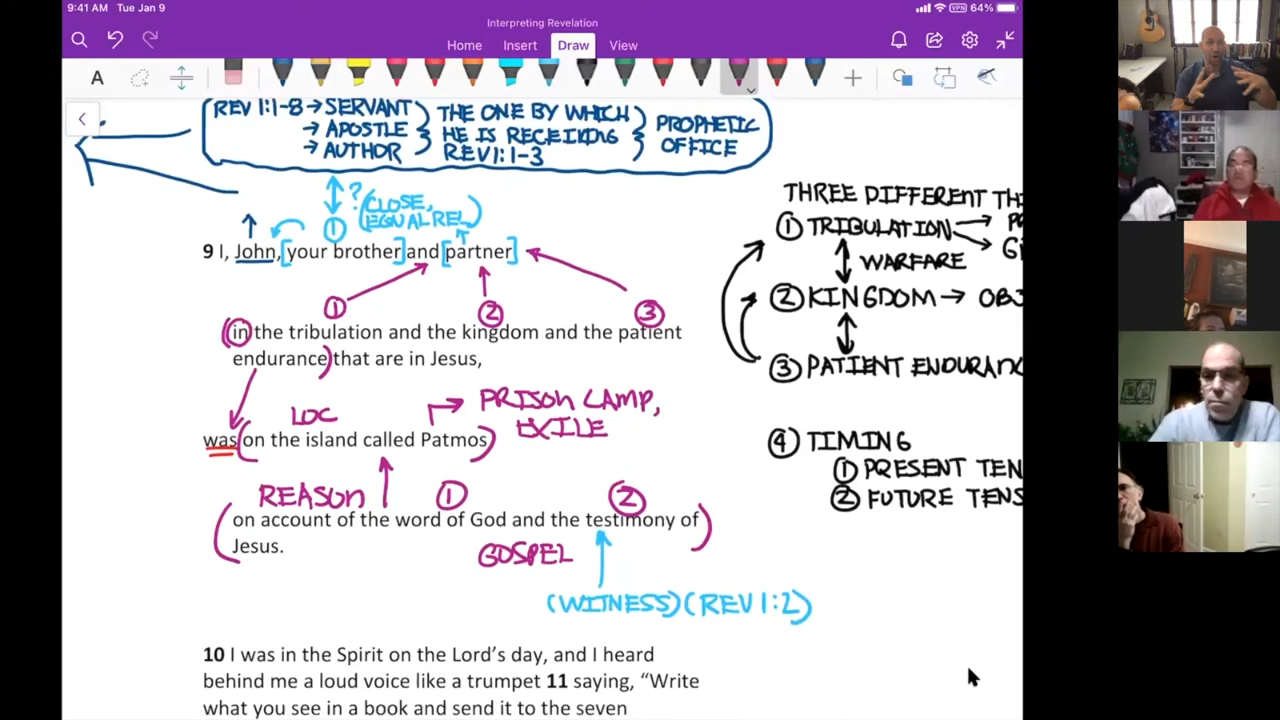 9:41 AM Tue Jan 9
VPN 64%
Interpreting Revelation
Home Insert Draw View
A
REV 1:1-8 → SERVANT
→ APOSTLE
→ AUTHOR
THE ONE BY WHICH
HE IS RECEIVING
REV 1:1-3
PROPHETIC
OFFICE
? (CLOSE,
EQUAL REL)
1
9 I, John, [your brother] and [partner]
1 2 3
(in the tribulation and the kingdom and the patient
endurance) that are in Jesus,
LOC
PRISON CAMP,
EXILE
was (on the island called Patmos)
REASON 1 2
(on account of the word of God and the testimony of
Jesus.)
GOSPEL
(WITNESS) (REV 1:2)
10 I was in the Spirit on the Lord’s day, and I heard
behind me a loud voice like a trumpet 11 saying, “Write
what you see in a book and send it to the seven
THREE DIFFERENT TH
1 TRIBULATION
WARFARE
2 KINGDOM → OBJ
3 PATIENT ENDURANC
4 TIMING
1 PRESENT TEN
2 FUTURE TENS